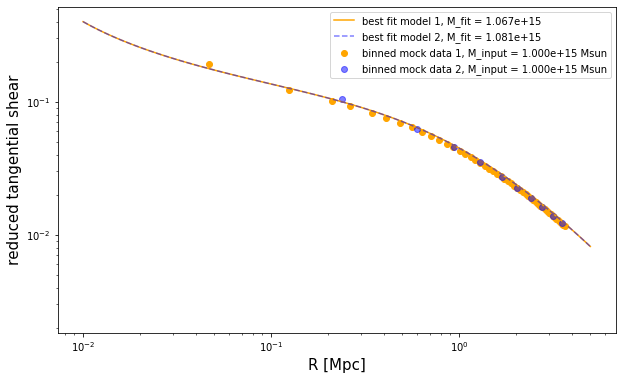 best fit model 1, M_fit = 1.067e+15
best fit model 2, M_fit = 1.081e+15
binned mock data 1, M_input = 1.000e+15 Msun
binned mock data 2, M_input = 1.000e+15 Msun
reduced tangential shear
10⁻¹
10⁻²
10⁻²
10⁻¹
10⁰
R [Mpc]